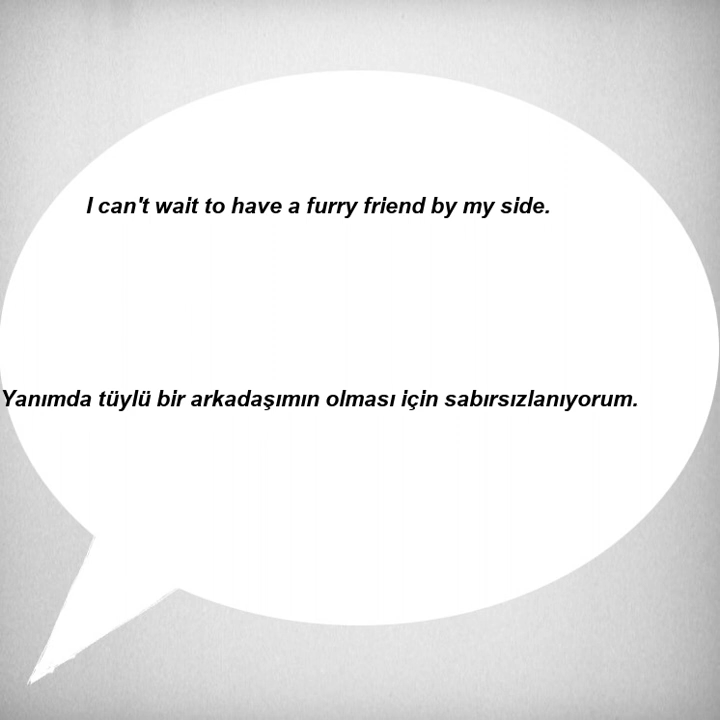 I can't wait to have a furry friend by my side.
Yanımda tüylü bir arkadaşımın olması için sabırsızlanıyorum.